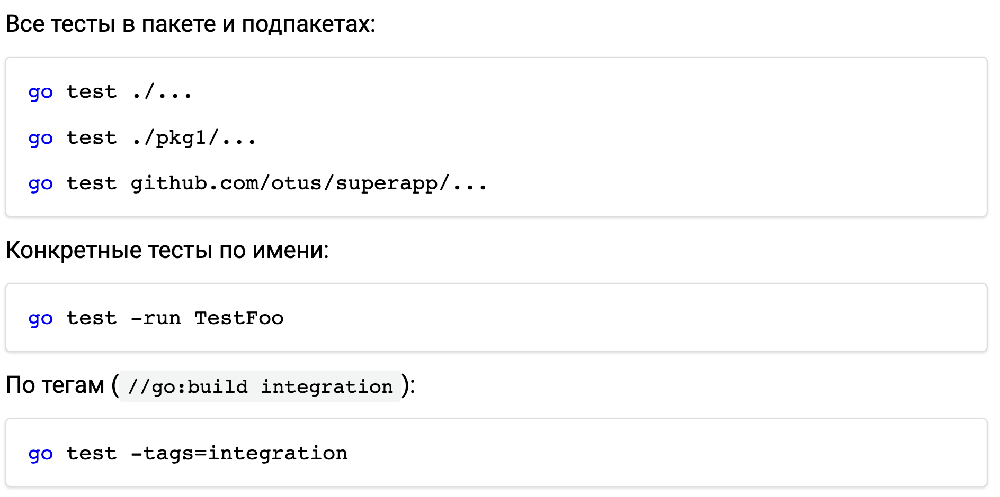 Все тесты в пакете и подпакетах:
go test ./...
go test ./pkg1/...
go test github.com/otus/superapp/...
Конкретные тесты по имени:
go test -run TestFoo
По тегам ( //go:build integration ):
go test -tags=integration